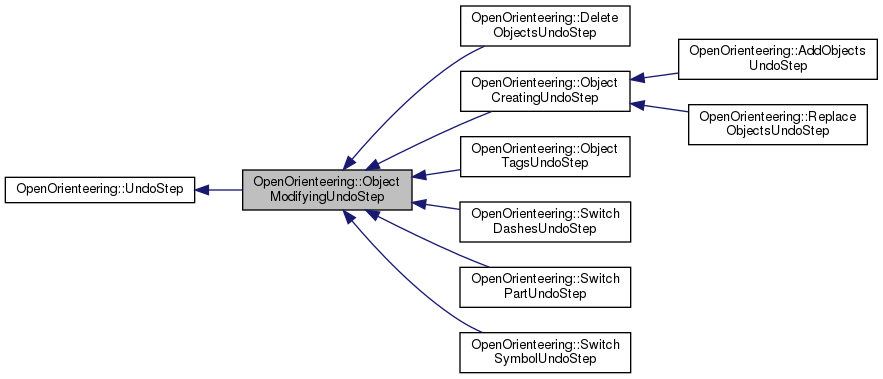 OpenOrienteering::UndoStep
OpenOrienteering::Object
ModifyingUndoStep
OpenOrienteering::Delete
ObjectsUndoStep
OpenOrienteering::Object
CreatingUndoStep
OpenOrienteering::AddObjects
UndoStep
OpenOrienteering::Replace
ObjectsUndoStep
OpenOrienteering::Object
TagsUndoStep
OpenOrienteering::Switch
DashesUndoStep
OpenOrienteering::Switch
PartUndoStep
OpenOrienteering::Switch
SymbolUndoStep